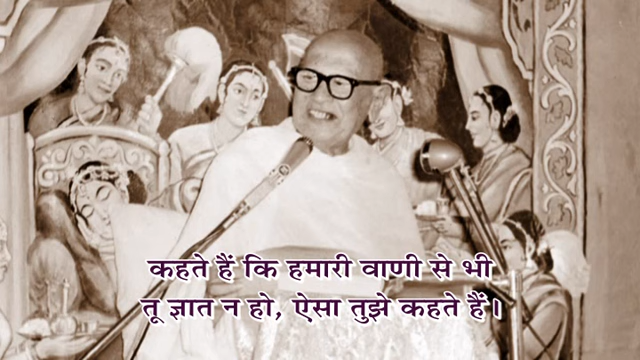 कहते हैं कि हमारी वाणी से भी
तू ज्ञात न हो, ऐसा तुझे कहते हैं।